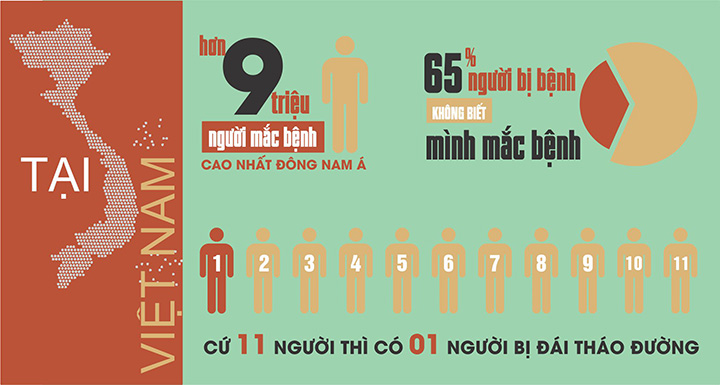 TẠI
VIỆT NAM
hơn
9
triệu
người mắc bệnh
CAO NHẤT ĐÔNG NAM Á
65% người bị bệnh
KHÔNG BIẾT
mình mắc bệnh
1 2 3 4 5 6 7 8 9 10 11
CỨ 11 NGƯỜI THÌ CÓ 01 NGƯỜI BỊ ĐÁI THÁO ĐƯỜNG